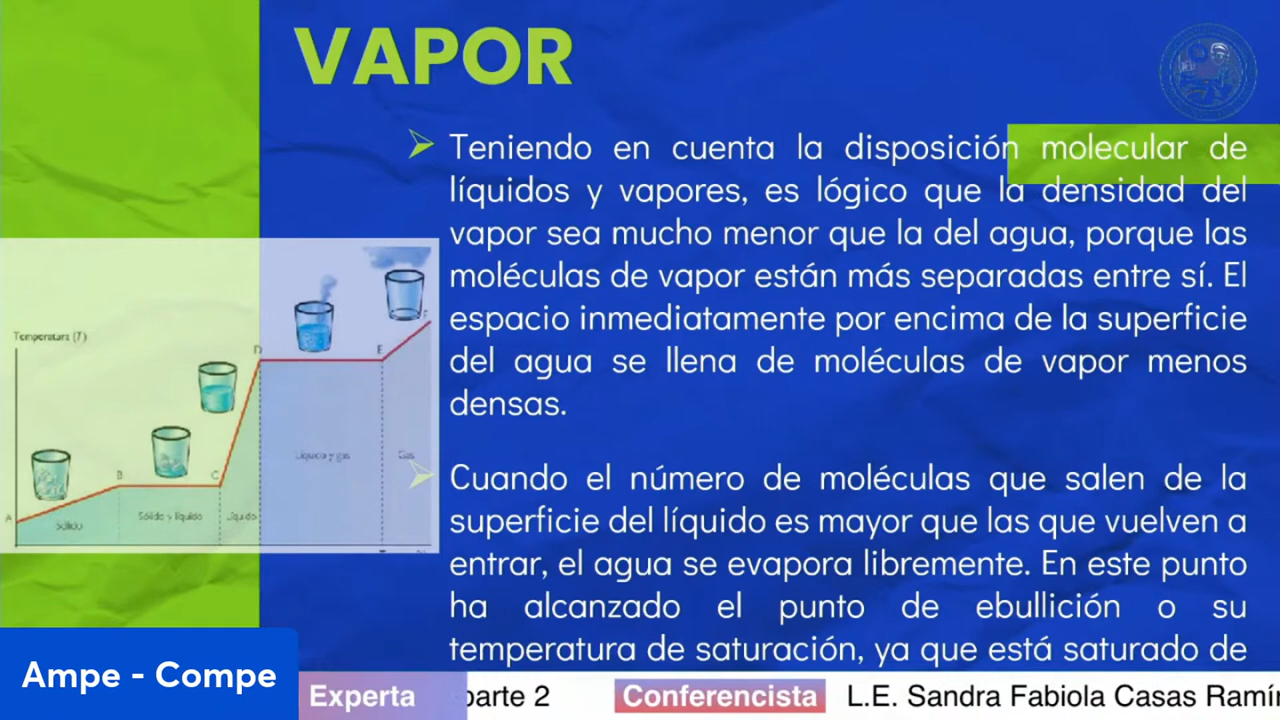 VAPOR
Teniendo en cuenta la disposición molecular de
líquidos y vapores, es lógico que la densidad del
vapor sea mucho menor que la del agua, porque las
moléculas de vapor están más separadas entre sí. El
espacio inmediatamente por encima de la superficie
del agua se llena de moléculas de vapor menos
densas.
Cuando el número de moléculas que salen de la
superficie del líquido es mayor que las que vuelven a
entrar, el agua se evapora libremente. En este punto
ha alcanzado el punto de ebullición o su
temperatura de saturación, ya que está saturado de
Temperatura (T)
A
B
C
D
E
F
Sólido
Sólido y líquido
Líquido
Líquido y gas
Gas
Ampe - Compe
Experta
parte 2
Conferencista
L.E. Sandra Fabiola Casas Ramí